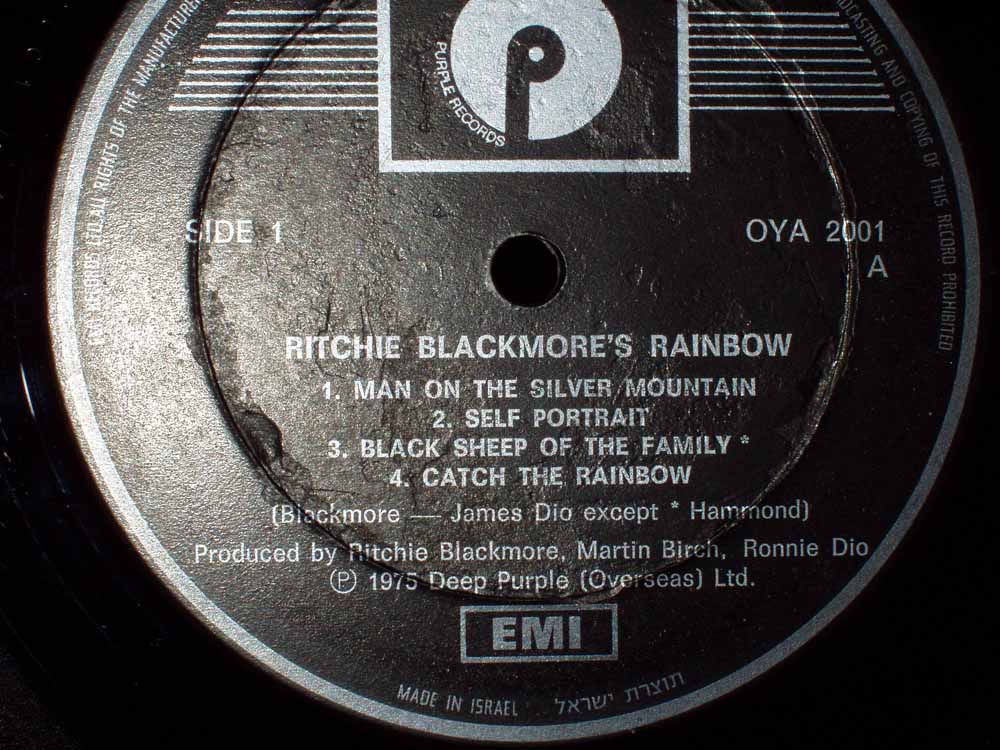 RECORDS LTD. ALL RIGHTS OF THE MANUFACTURER
BROADCASTING AND COPYING OF THIS RECORD PROHIBITED
PURPLE RECORDS
SIDE 1
OYA 2001
A
RITCHIE BLACKMORE'S RAINBOW
1. MAN ON THE SILVER MOUNTAIN
2. SELF PORTRAIT
3. BLACK SHEEP OF THE FAMILY *
4. CATCH THE RAINBOW
(Blackmore — James Dio except * Hammond)
Produced by Ritchie Blackmore, Martin Birch, Ronnie Dio
Ⓟ 1975 Deep Purple (Overseas) Ltd.
EMI
MADE IN ISRAEL תוצרת ישראל